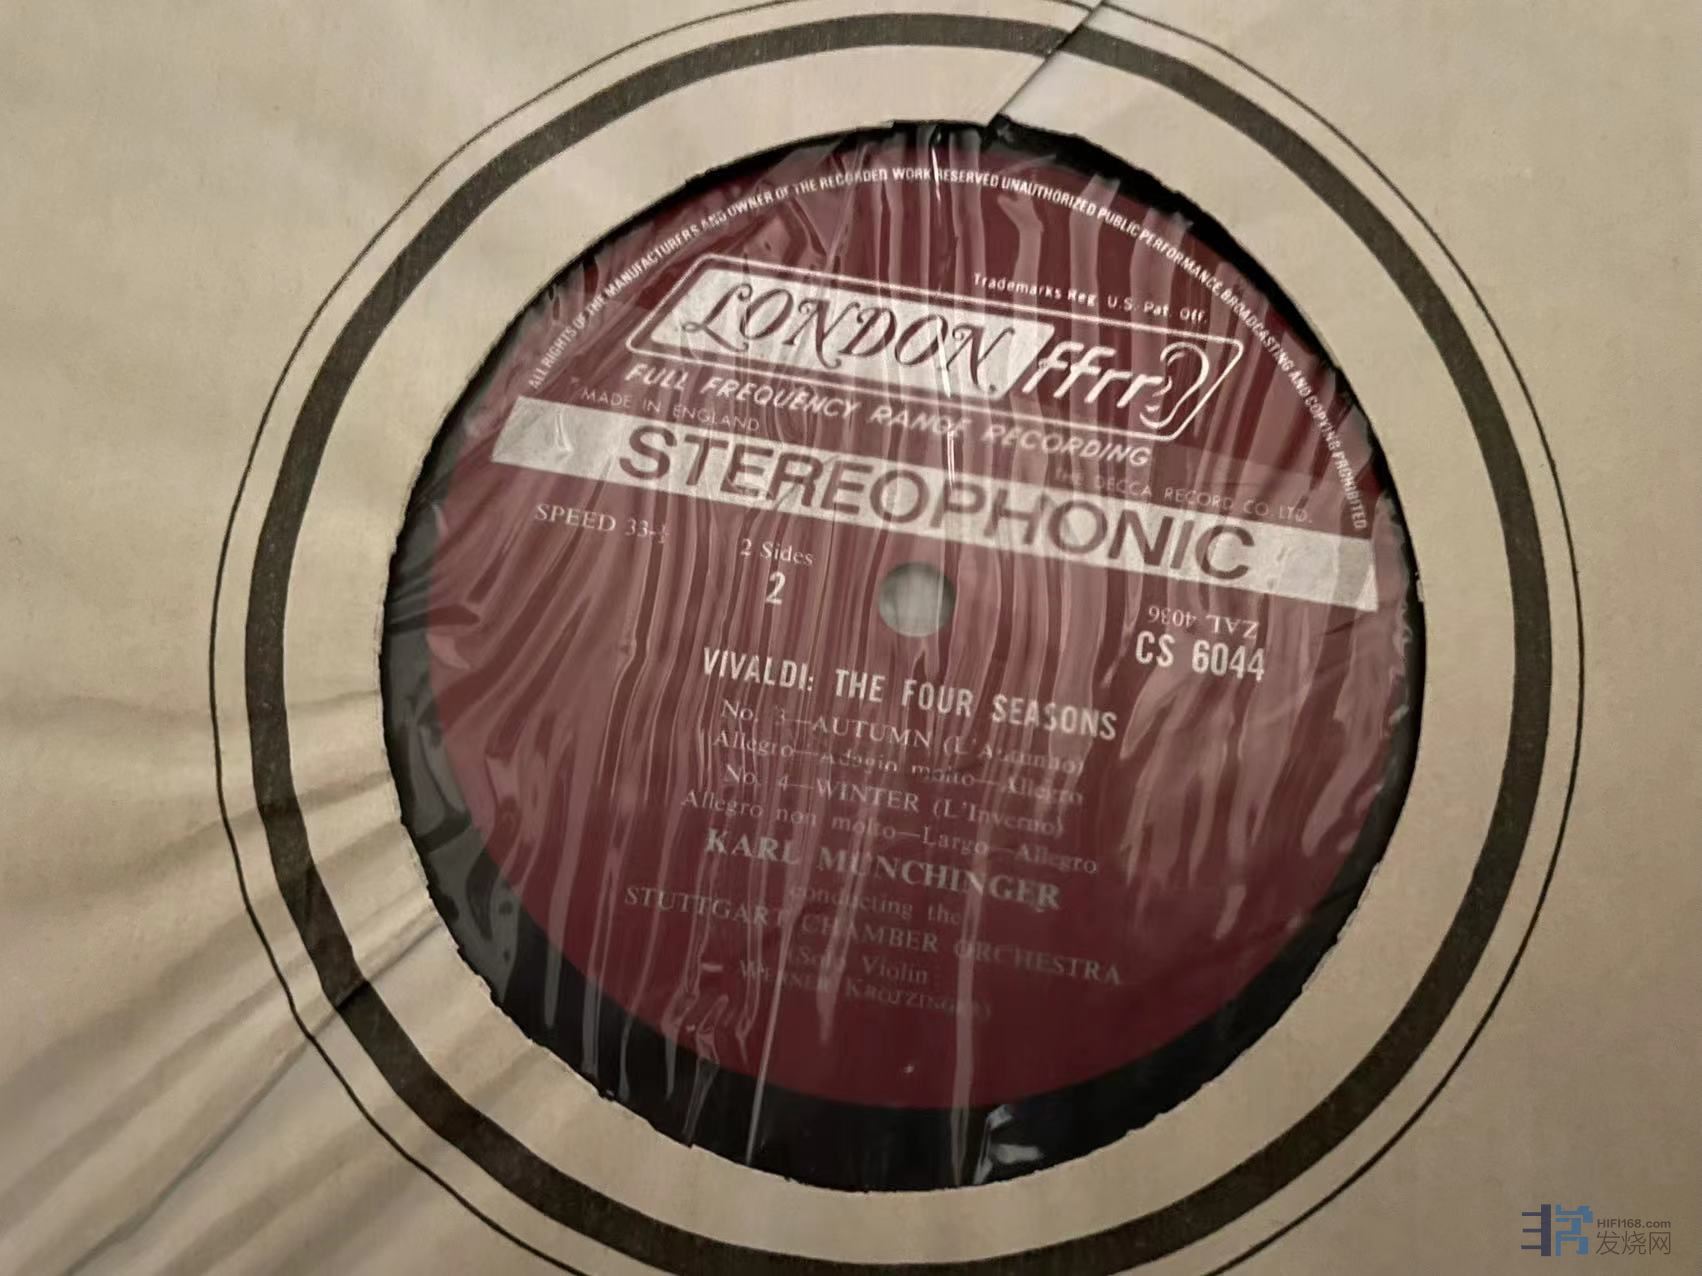 ALL RIGHTS OF THE MANUFACTURERS AND OWNER OF THE RECORDED WORK RESERVED UNAUTHORIZED PUBLIC PERFORMANCE BROADCASTING AND COPYING PROHIBITED
Trademarks Reg. U.S. Pat. Off.
LONDON ffrr
FULL FREQUENCY RANGE RECORDING
MADE IN ENGLAND
THE DECCA RECORD CO. LTD.
STEREOPHONIC
SPEED 33⅓
2 Sides
2
ZAL 4036
CS 6044
VIVALDI: THE FOUR SEASONS
No. 3—AUTUMN (L'Autunno)
Allegro—Adagio molto—Allegro
No. 4—WINTER (L'Inverno)
Allegro non molto—Largo—Allegro
KARL MUNCHINGER
conducting the
STUTTGART CHAMBER ORCHESTRA
(Solo Violin:
WERNER KROTZINGER)
HIFI168.com
发烧网